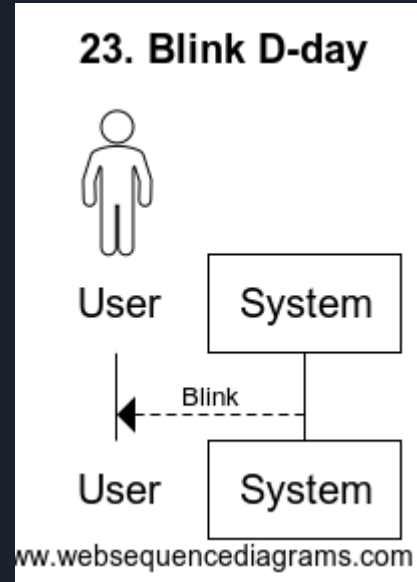 23. Blink D-day
User System
Blink
User System
ww.websequencediagrams.com